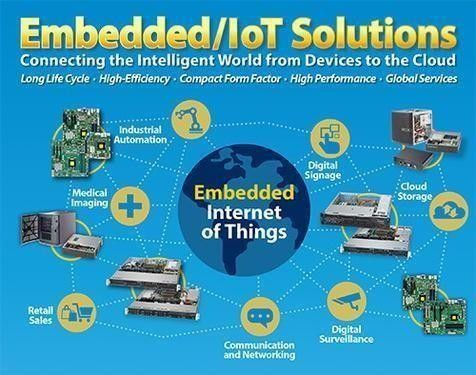 Embedded/IoT Solutions
Connecting the Intelligent World from Devices to the Cloud
Long Life Cycle · High-Efficiency · Compact Form Factor · High Performance · Global Services
Industrial
Automation
Digital
Signage
Medical
Imaging
Cloud
Storage
Embedded
Internet
of Things
Retail
Sales
Communication
and Networking
Digital
Surveillance